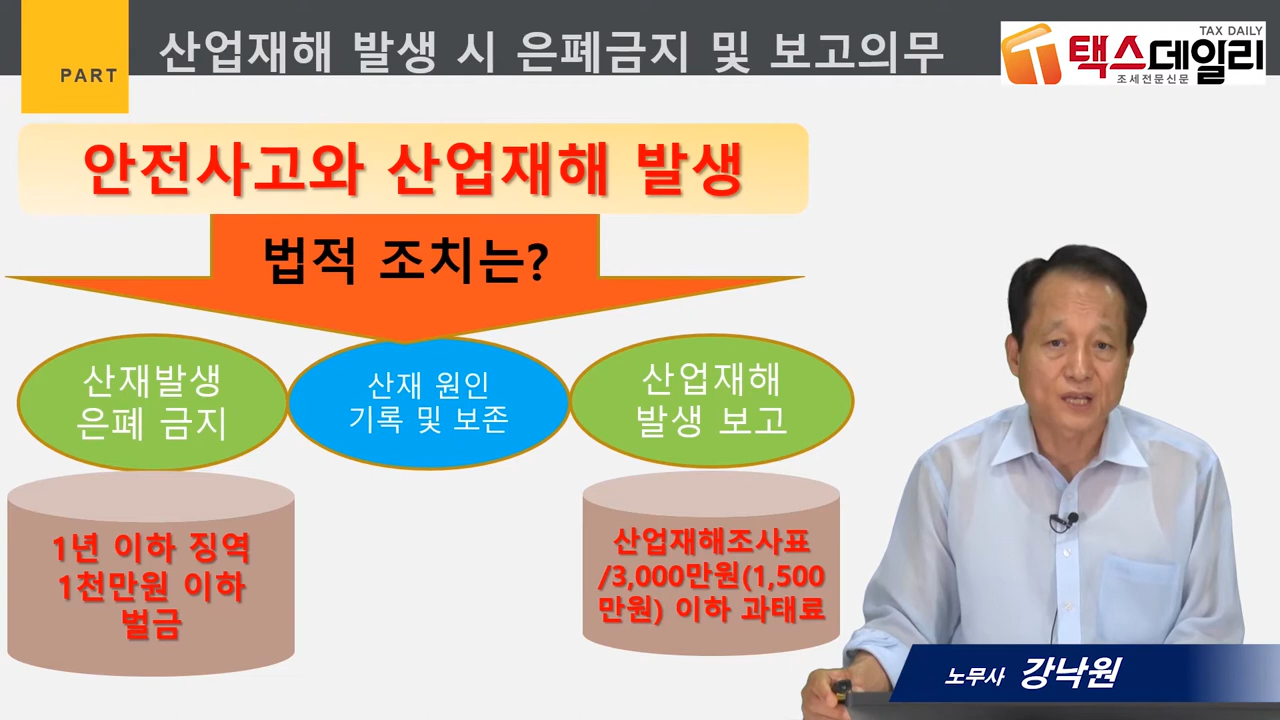 PART
산업재해 발생 시 은폐금지 및 보고의무
TAX DAILY
택스데일리
조세전문신문
안전사고와 산업재해 발생
법적 조치는?
산재발생
은폐 금지
산재 원인
기록 및 보존
산업재해
발생 보고
1년 이하 징역
1천만원 이하
벌금
산업재해조사표
/3,000만원(1,500
만원) 이하 과태료
노무사 강낙원